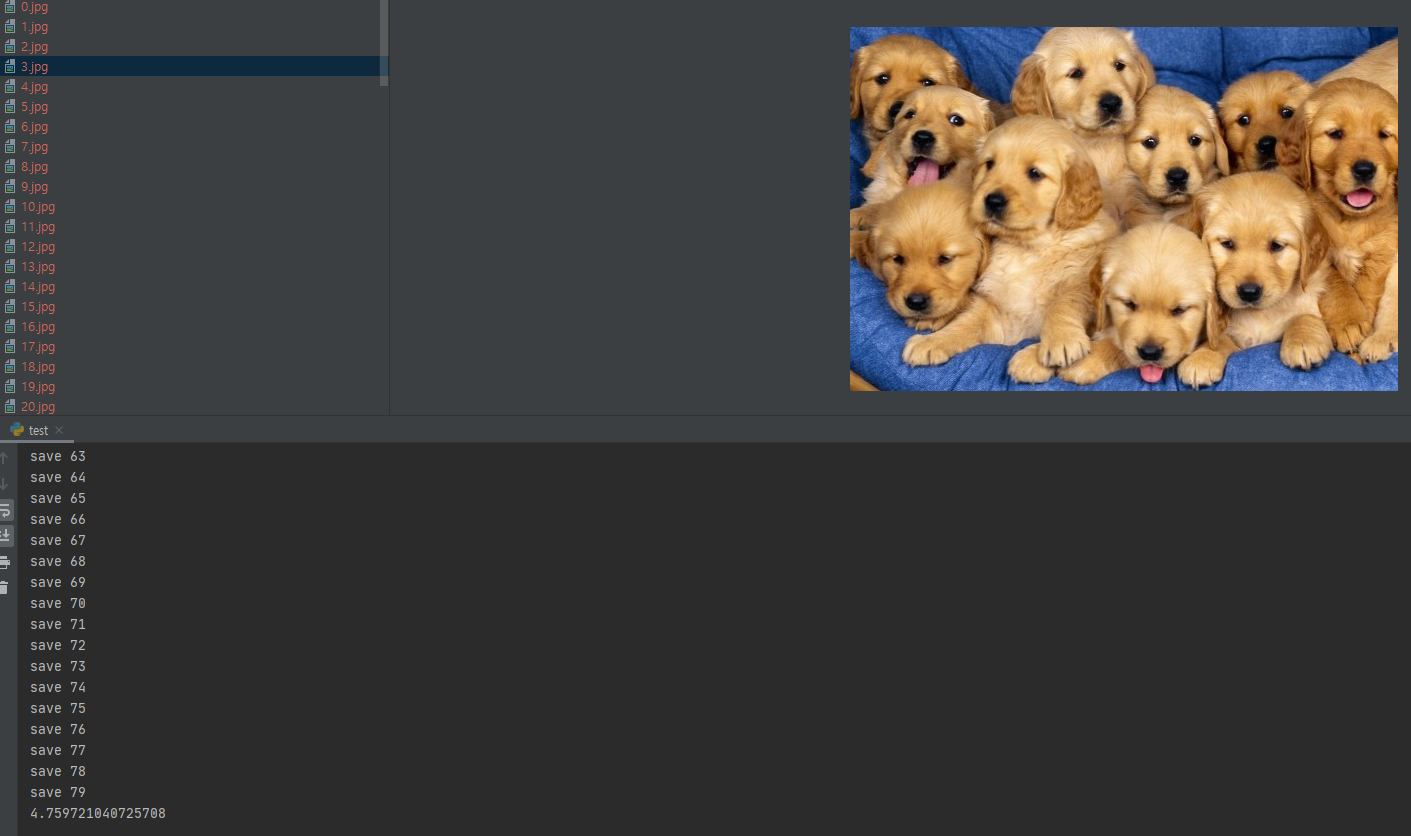 0.jpg
1.jpg
2.jpg
3.jpg
4.jpg
5.jpg
6.jpg
7.jpg
8.jpg
9.jpg
10.jpg
11.jpg
12.jpg
13.jpg
14.jpg
15.jpg
16.jpg
17.jpg
18.jpg
19.jpg
20.jpg
test
save 63
save 64
save 65
save 66
save 67
save 68
save 69
save 70
save 71
save 72
save 73
save 74
save 75
save 76
save 77
save 78
save 79
4.759721040725708